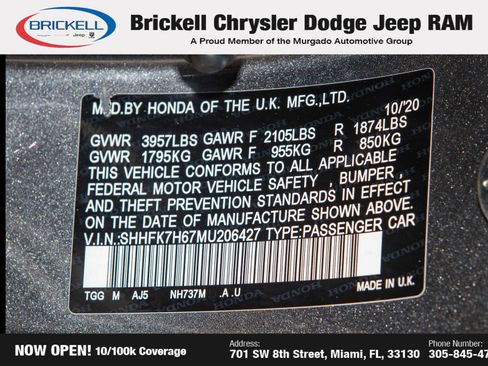 BRICKELL
Jeep
Brickell Chrysler Dodge Jeep RAM
A Proud Member of the Murgado Automotive Group
MFD.BY HONDA OF THE U.K. MFG.,LTD. 10/'20
GVWR 3957LBS GAWR F 2105LBS R 1874LBS
GVWR 1795KG GAWR F 955KG R 850KG
THIS VEHICLE CONFORMS TO ALL APPLICABLE
FEDERAL MOTOR VEHICLE SAFETY , BUMPER ,
AND THEFT PREVENTION STANDARDS IN EFFECT
ON THE DATE OF MANUFACTURE SHOWN ABOVE.
V.I.N.:SHHFK7H67MU206427 TYPE:PASSENGER CAR
TGG M AJ5 NH737M .A .U MADE IN U.K.
NOW OPEN! 10/100k Coverage
Address:
701 SW 8th Street, Miami, FL, 33130
Phone Number:
305-845-47